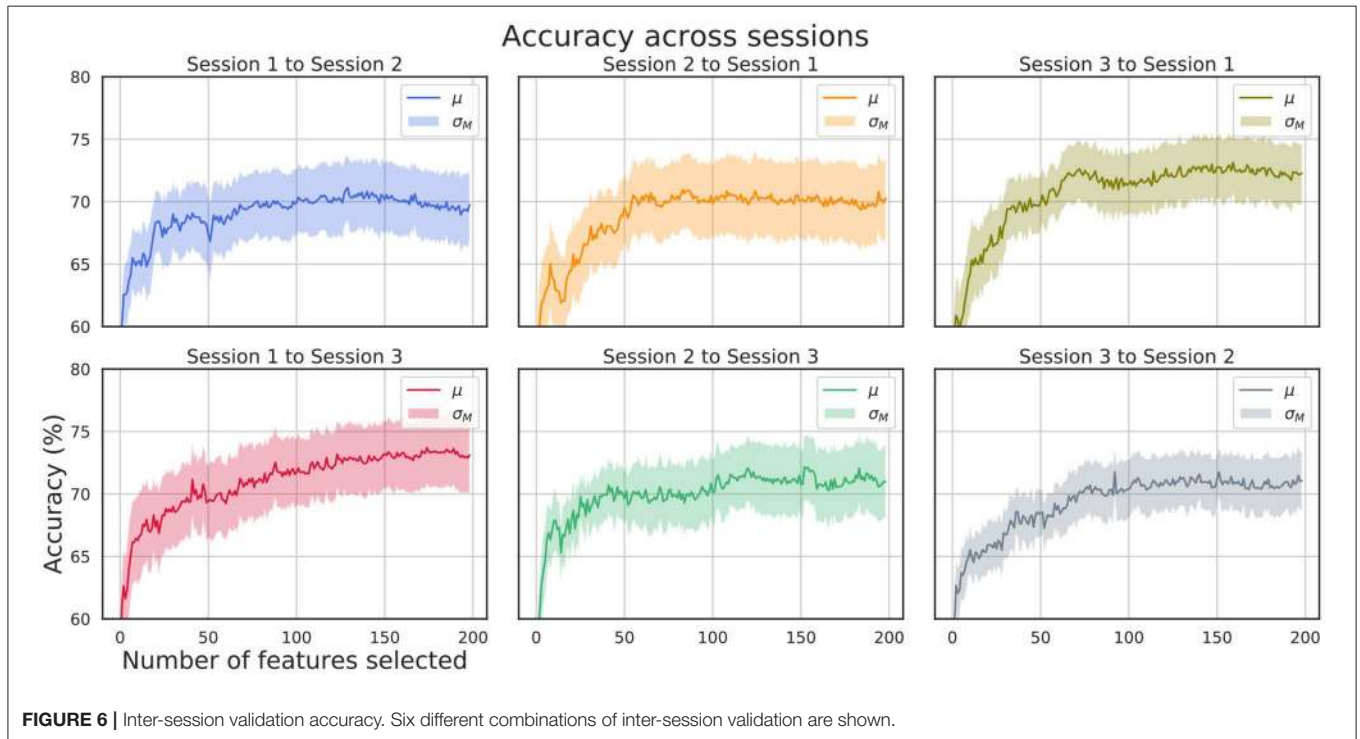 Accuracy across sessions
Session 1 to Session 2
80
75
70
65
60
μ
σM
Session 2 to Session 1
μ
σM
Session 3 to Session 1
μ
σM
Session 1 to Session 3
80
75
70
65
60
Accuracy (%)
μ
σM
0 50 100 150 200
Number of features selected
Session 2 to Session 3
μ
σM
0 50 100 150 200
Session 3 to Session 2
μ
σM
0 50 100 150 200
FIGURE 6 | Inter-session validation accuracy. Six different combinations of inter-session validation are shown.